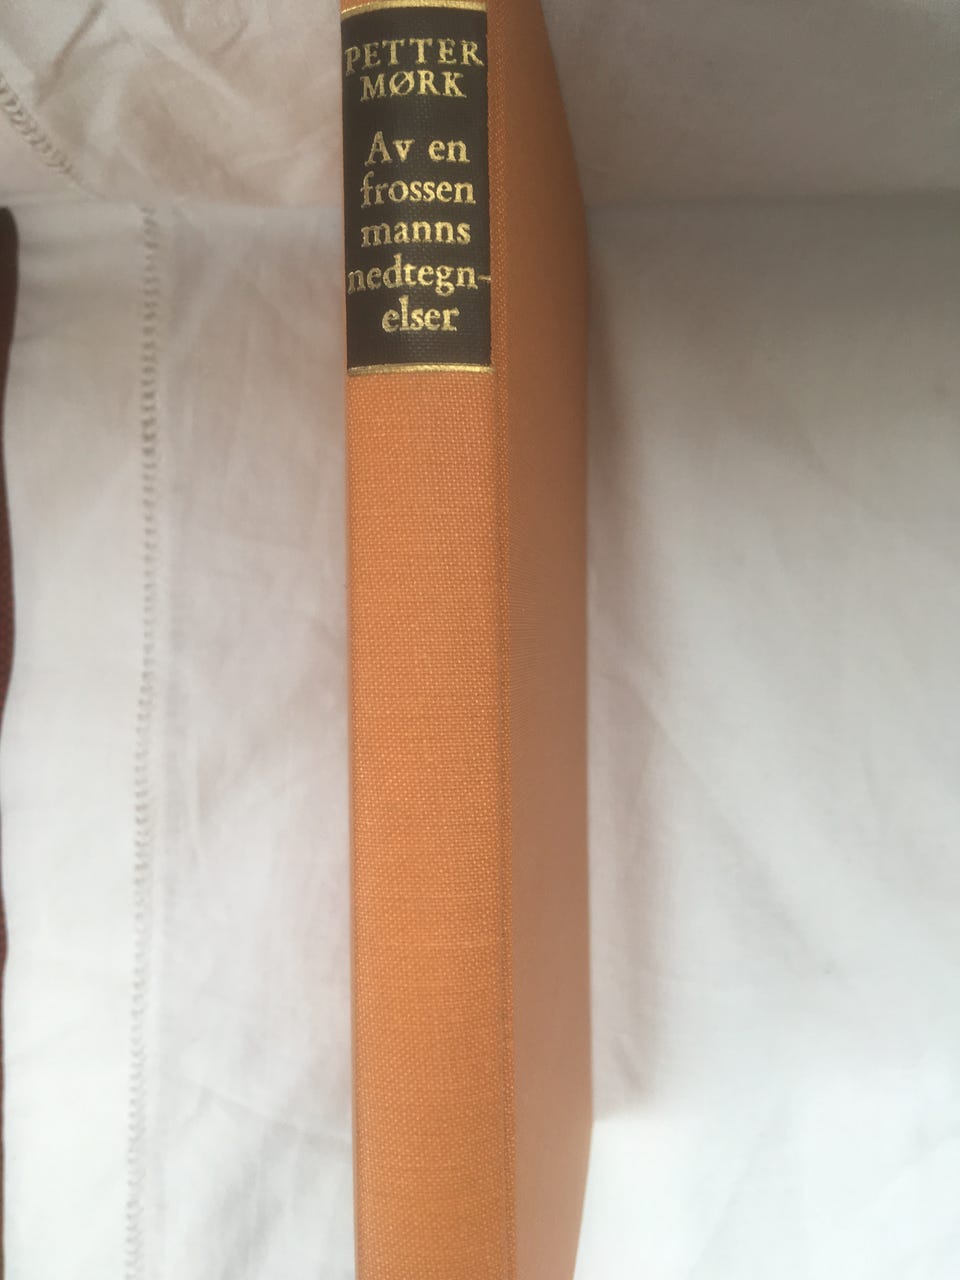 PETTER
MØRK
Av en
frossen
manns
nedtegn-
elser